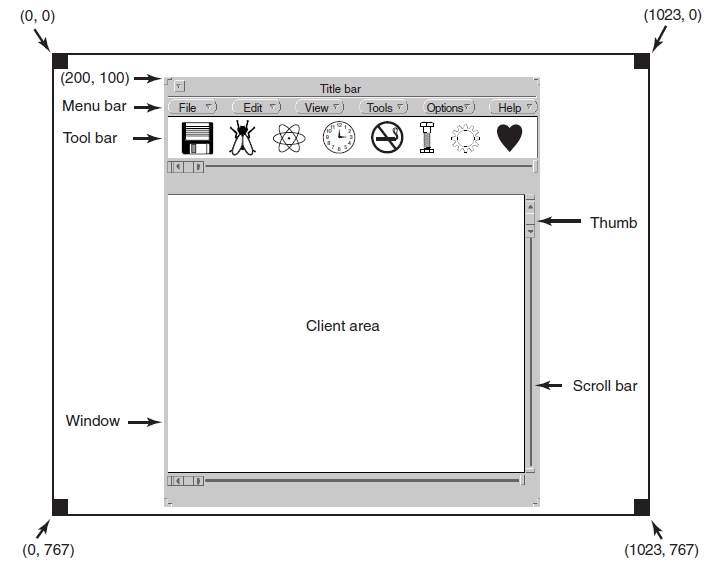 (0, 0)
(1023, 0)
(200, 100)
Title bar
Menu bar
File Edit View Tools Options Help
Tool bar
Thumb
Client area
Scroll bar
Window
(0, 767)
(1023, 767)